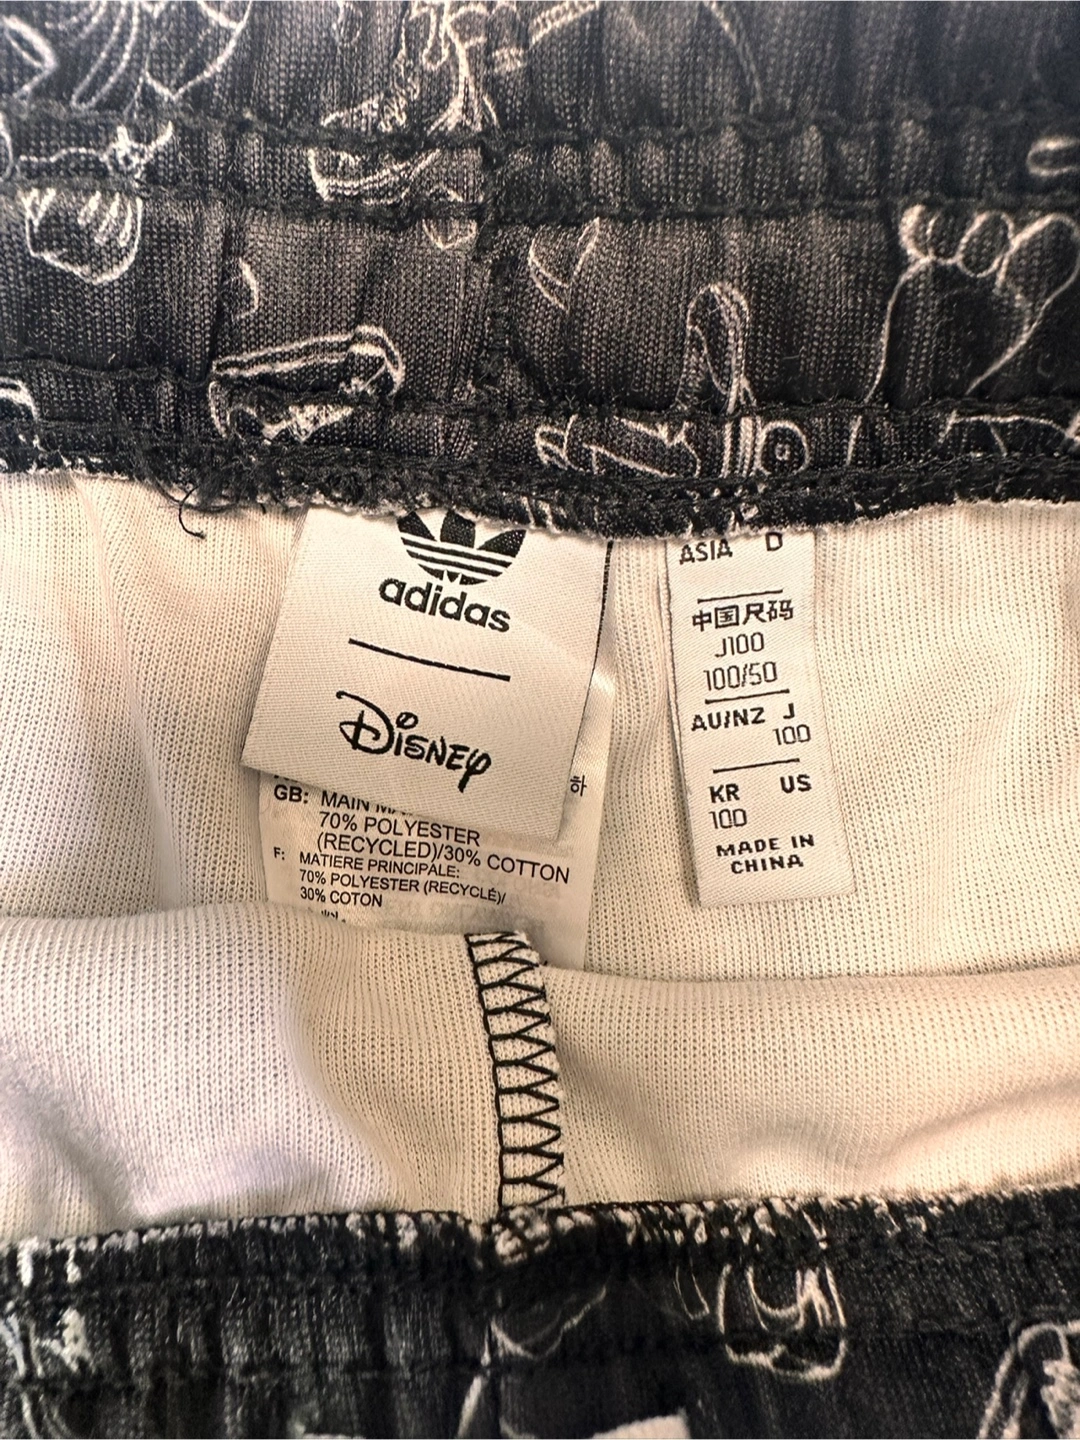 adidas
Disney
하
GB: MAIN
70% POLYESTER
(RECYCLED)/30% COTTON
F: MATIERE PRINCIPALE:
70% POLYESTER (RECYCLÉ)/
30% COTON
ASIA D
中国尺码
J100
100/50
AU/NZ J
100
KR US
100
MADE IN
CHINA